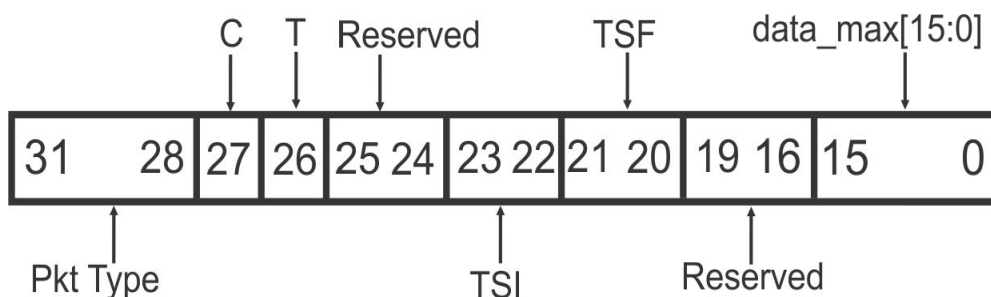 C T Reserved TSF data_max[15:0]
31 28 27 26 25 24 23 22 21 20 19 16 15 0
Pkt Type TSI Reserved